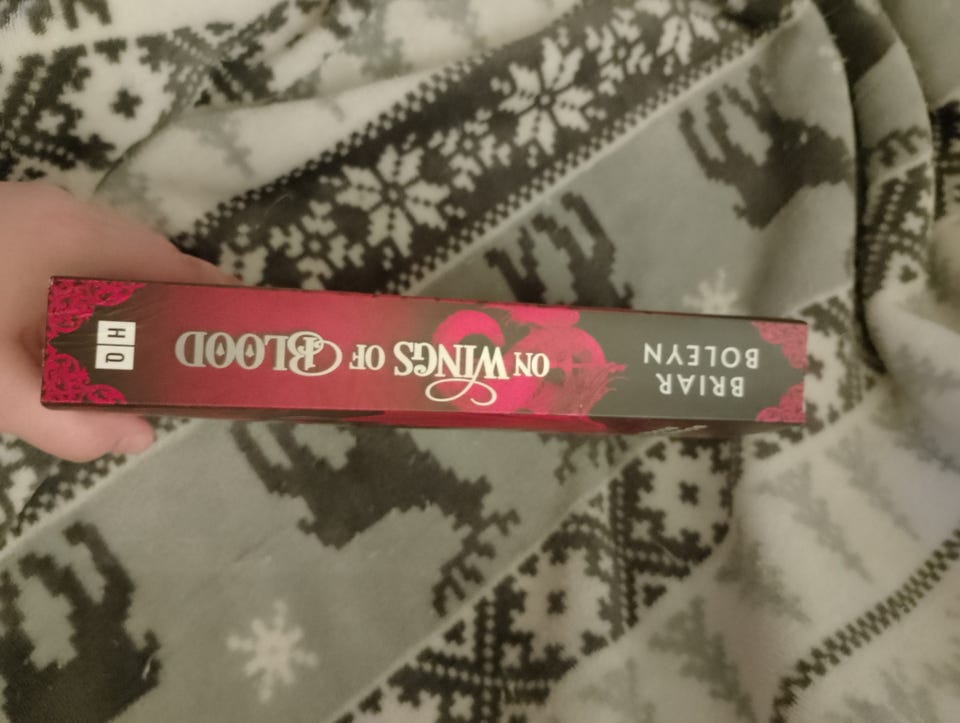 BRIAR
BOLEYN
ON WINGS OF BLOOD
HQ